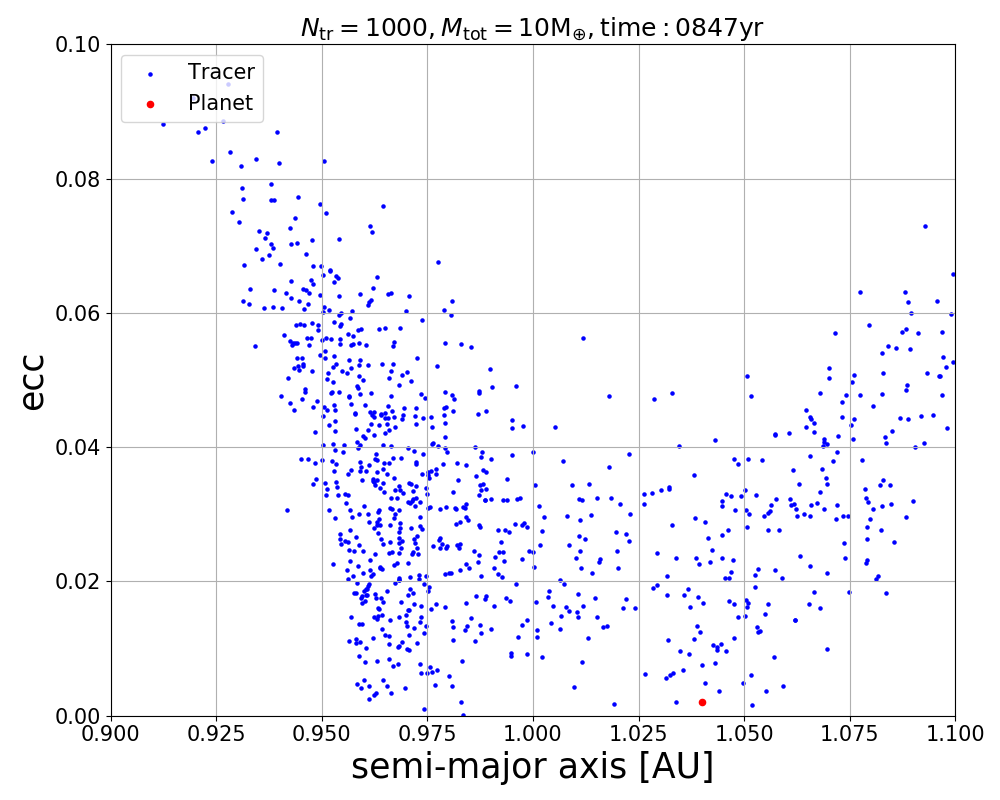 N_tr = 1000, M_tot = 10M_⊕, time : 0847yr
Tracer
Planet
ecc
0.10
0.08
0.06
0.04
0.02
0.00
0.900 0.925 0.950 0.975 1.000 1.025 1.050 1.075 1.100
semi-major axis [AU]